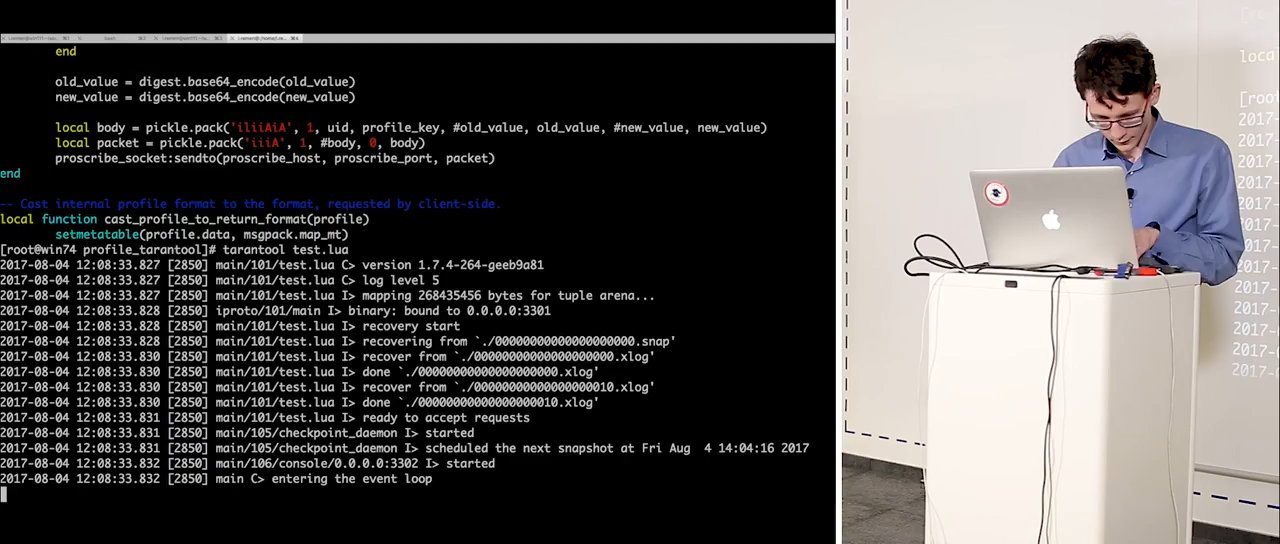 end
old_value = digest.base64_encode(old_value)
new_value = digest.base64_encode(new_value)
local body = pickle.pack('iliiAiA', 1, uid, profile_key, #old_value, old_value, #new_value, new_value)
local packet = pickle.pack('iiiA', 1, #body, 0, body)
proscribe_socket:sendto(proscribe_host, proscribe_port, packet)
end
-- Cast internal profile format to the format, requested by client-side.
local function cast_profile_to_return_format(profile)
setmetatable(profile.data, msgpack.map_mt)
[root@win74 profile_tarantool]# tarantool test.lua
2017-08-04 12:08:33.827 [2850] main/101/test.lua C> version 1.7.4-264-geeb9a81
2017-08-04 12:08:33.827 [2850] main/101/test.lua C> log level 5
2017-08-04 12:08:33.827 [2850] main/101/test.lua I> mapping 268435456 bytes for tuple arena...
2017-08-04 12:08:33.828 [2850] iproto/101/main I> binary: bound to 0.0.0.0:3301
2017-08-04 12:08:33.828 [2850] main/101/test.lua I> recovery start
2017-08-04 12:08:33.828 [2850] main/101/test.lua I> recovering from `./00000000000000000000.snap'
2017-08-04 12:08:33.830 [2850] main/101/test.lua I> recover from `./00000000000000000000.xlog'
2017-08-04 12:08:33.830 [2850] main/101/test.lua I> done `./00000000000000000000.xlog'
2017-08-04 12:08:33.830 [2850] main/101/test.lua I> recover from `./00000000000000000010.xlog'
2017-08-04 12:08:33.830 [2850] main/101/test.lua I> done `./00000000000000000010.xlog'
2017-08-04 12:08:33.831 [2850] main/101/test.lua I> ready to accept requests
2017-08-04 12:08:33.831 [2850] main/105/checkpoint_daemon I> started
2017-08-04 12:08:33.831 [2850] main/105/checkpoint_daemon I> scheduled the next snapshot at Fri Aug 4 14:04:16 2017
2017-08-04 12:08:33.832 [2850] main/106/console/0.0.0.0:3302 I> started
2017-08-04 12:08:33.832 [2850] main C> entering the event loop
loca
[root
2017-
2017-
2017-
2017-
2017-
2017-